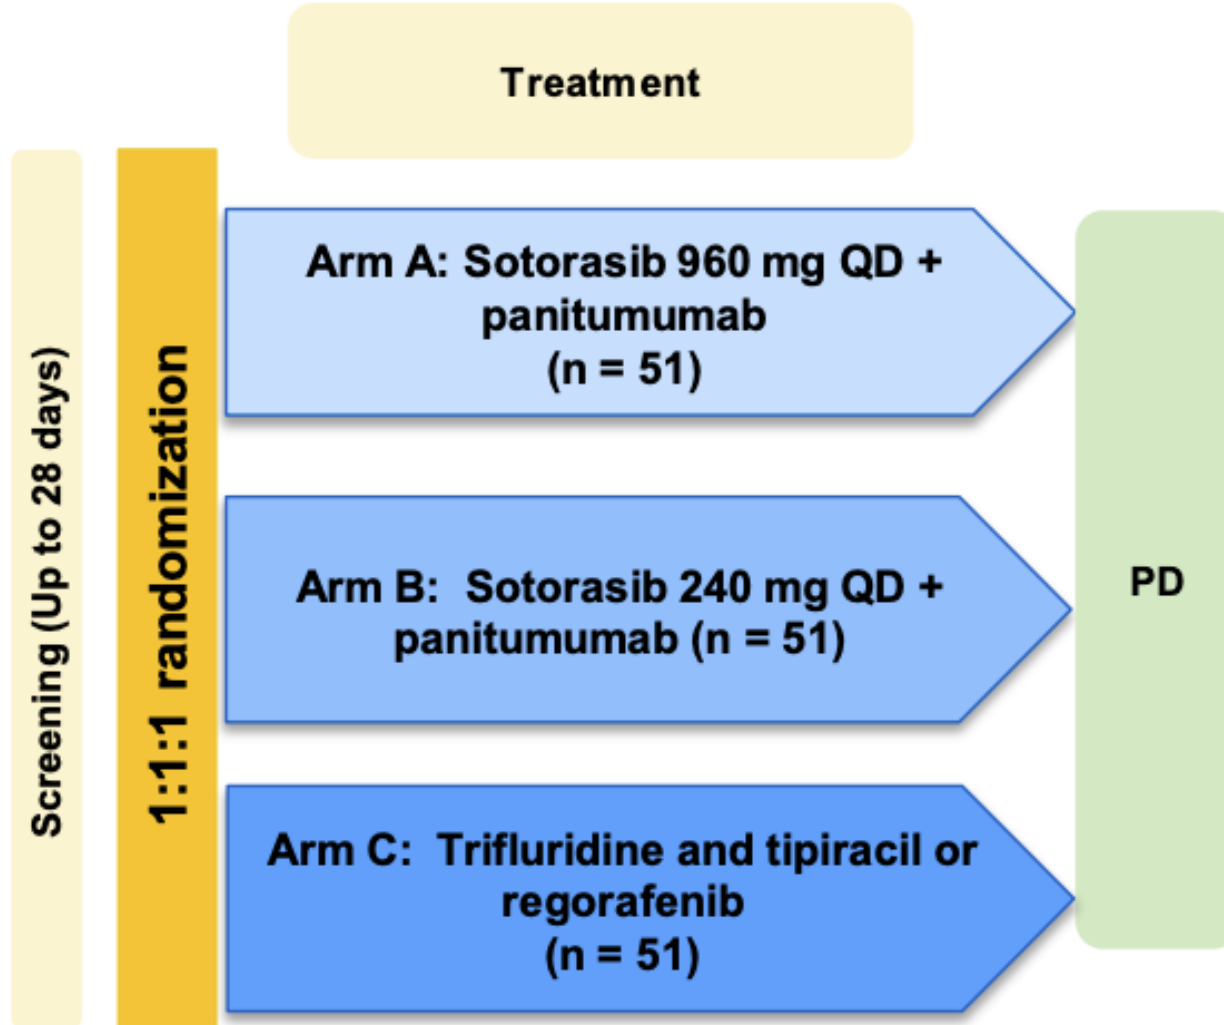 Treatment
Screening (Up to 28 days)
1:1:1 randomization
Arm A: Sotorasib 960 mg QD +
panitumumab
(n = 51)
Arm B:  Sotorasib 240 mg QD +
panitumumab (n = 51)
Arm C:  Trifluridine and tipiracil or
regorafenib
(n = 51)
PD